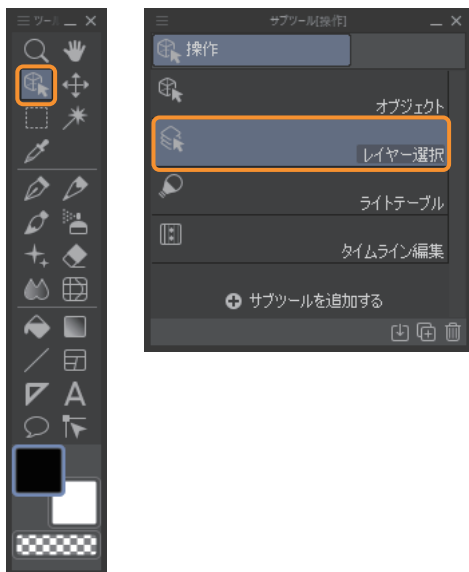 ツール
サブツール[操作]
操作
オブジェクト
レイヤー選択
ライトテーブル
タイムライン編集
サブツールを追加する
A